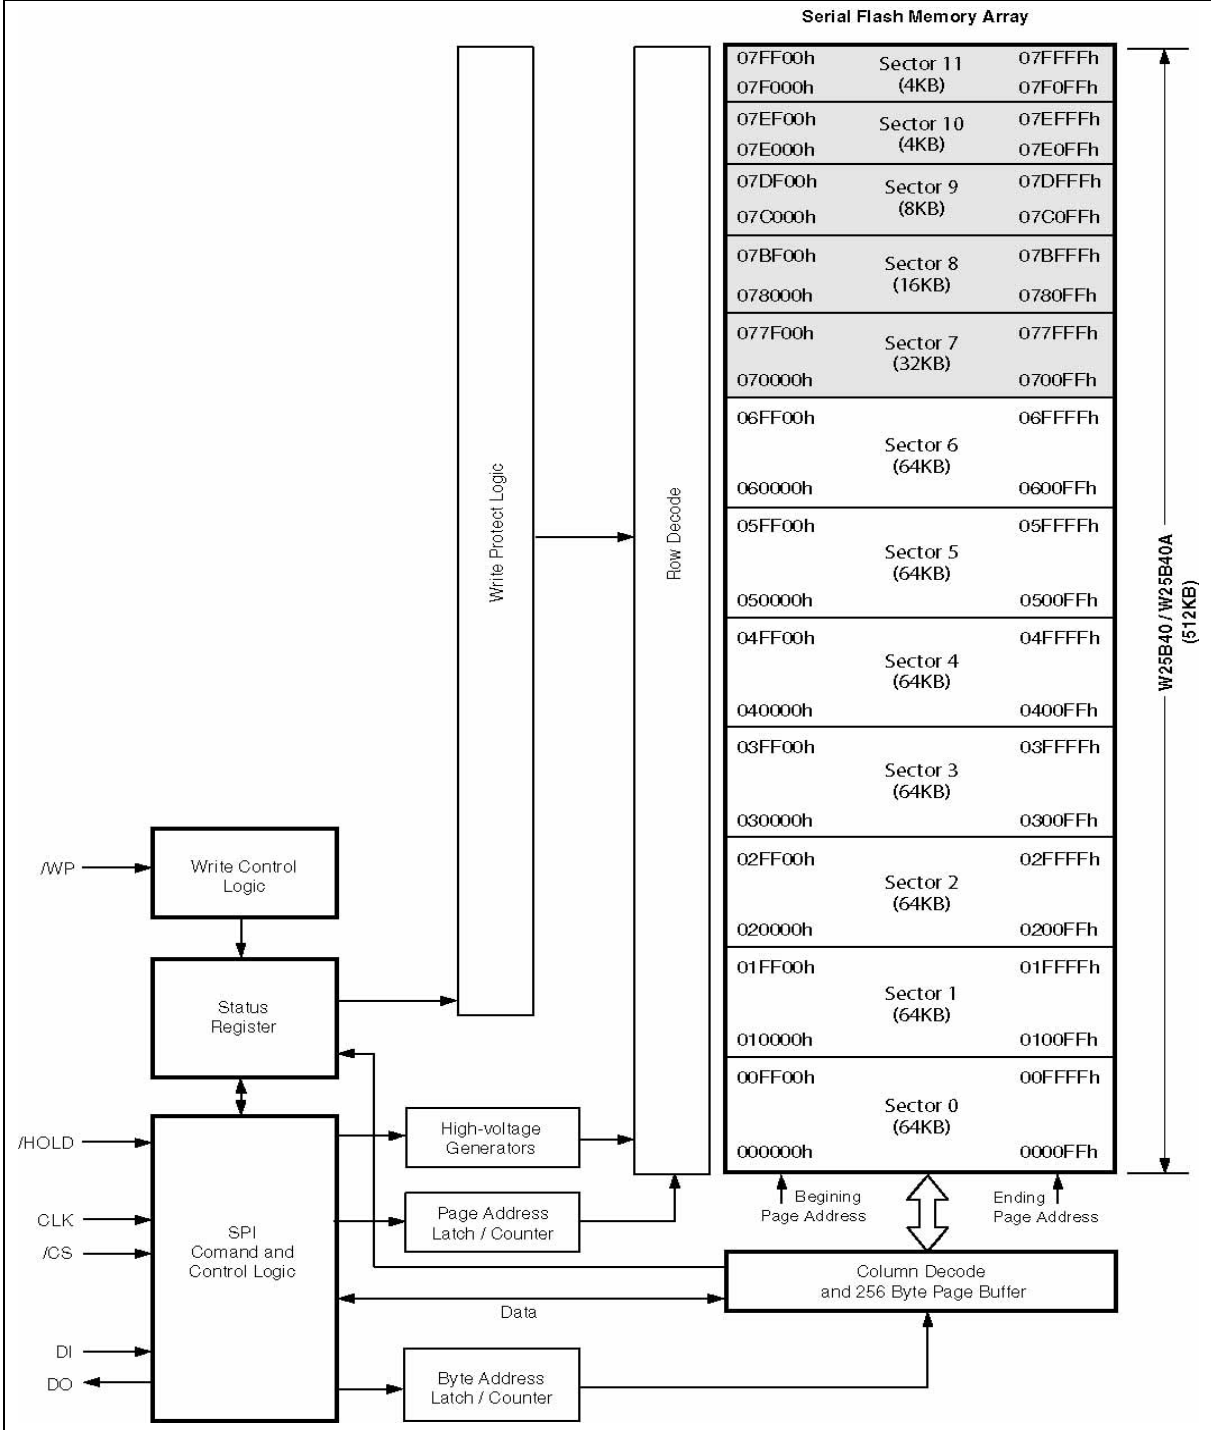 Serial Flash Memory Array
07FF00h Sector 11 07FFFFh
(4KB)
07F000h 07F0FFh
07EF00h Sector 10 07EFFFh
(4KB)
07E000h 07E0FFh
07DF00h Sector 9 07DFFFh
(8KB)
07C000h 07C0FFh
07BF00h Sector 8 07BFFFh
(16KB)
078000h 0780FFh
077F00h Sector 7 077FFFh
(32KB)
070000h 0700FFh
06FF00h 06FFFFh
Sector 6
(64KB)
060000h 0600FFh
05FF00h 05FFFFh
Sector 5
(64KB)
050000h 0500FFh
04FF00h 04FFFFh
Sector 4
(64KB)
040000h 0400FFh
03FF00h 03FFFFh
Sector 3
(64KB)
030000h 0300FFh
02FF00h 02FFFFh
Sector 2
(64KB)
020000h 0200FFh
01FF00h 01FFFFh
Sector 1
(64KB)
010000h 0100FFh
00FF00h 00FFFFh
Sector 0
(64KB)
000000h 0000FFh
W25B40 / W25B40A
(512KB)
Write Protect Logic
Row Decode
/WP
Write Control
Logic
Status
Register
/HOLD
CLK
/CS
DI
DO
SPI
Comand and
Control Logic
High-voltage
Generators
Page Address
Latch / Counter
Begining
Page Address
Ending
Page Address
Column Decode
and 256 Byte Page Buffer
Data
Byte Address
Latch / Counter